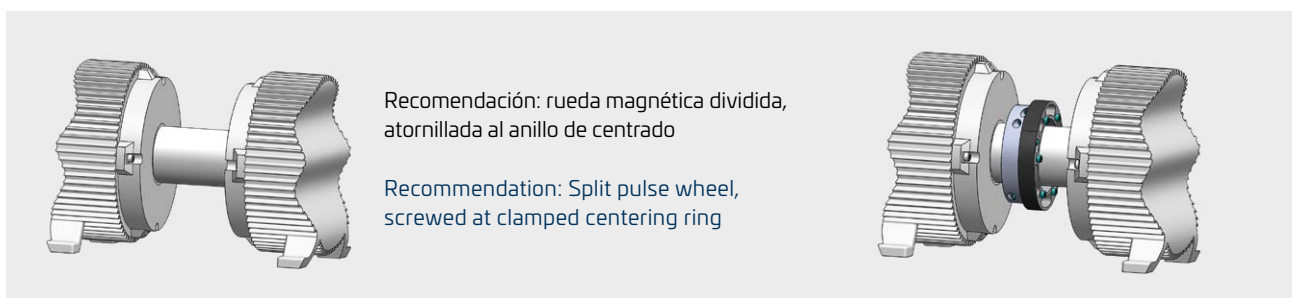 Recomendación: rueda magnética dividida,
atornillada al anillo de centrado
Recommendation: Split pulse wheel,
screwed at clamped centering ring